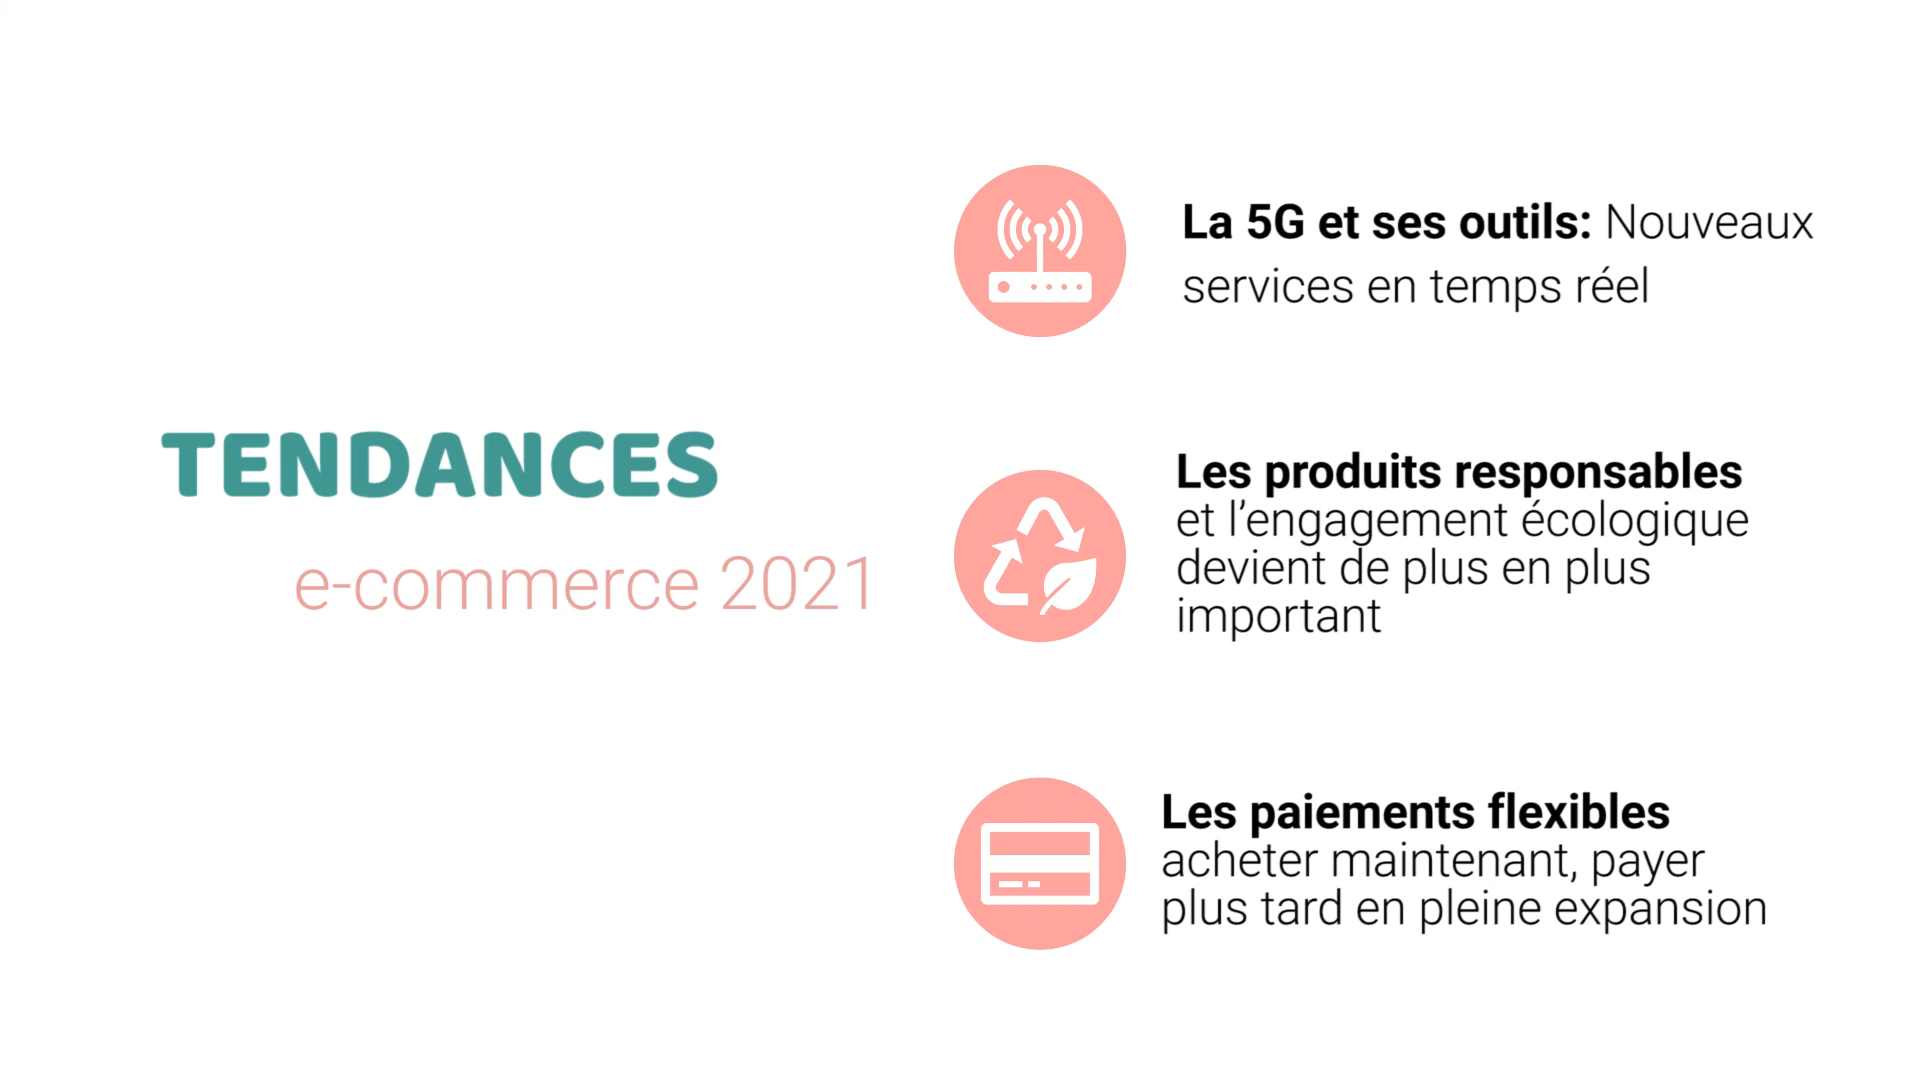 TENDANCES
e-commerce 2021
La 5G et ses outils: Nouveaux
services en temps réel
Les produits responsables
et l’engagement écologique
devient de plus en plus
important
Les paiements flexibles
acheter maintenant, payer
plus tard en pleine expansion